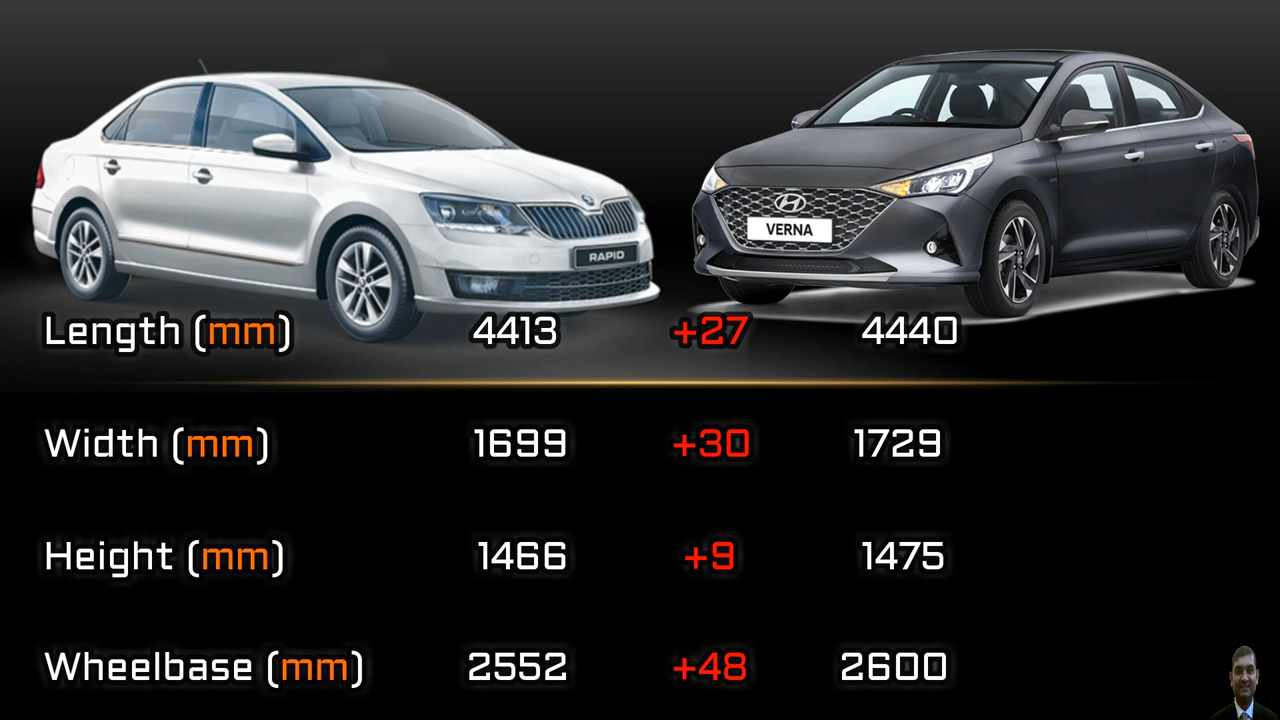 RAPID
VERNA
Length (mm) 4413 +27 4440
Width (mm) 1699 +30 1729
Height (mm) 1466 +9 1475
Wheelbase (mm) 2552 +48 2600